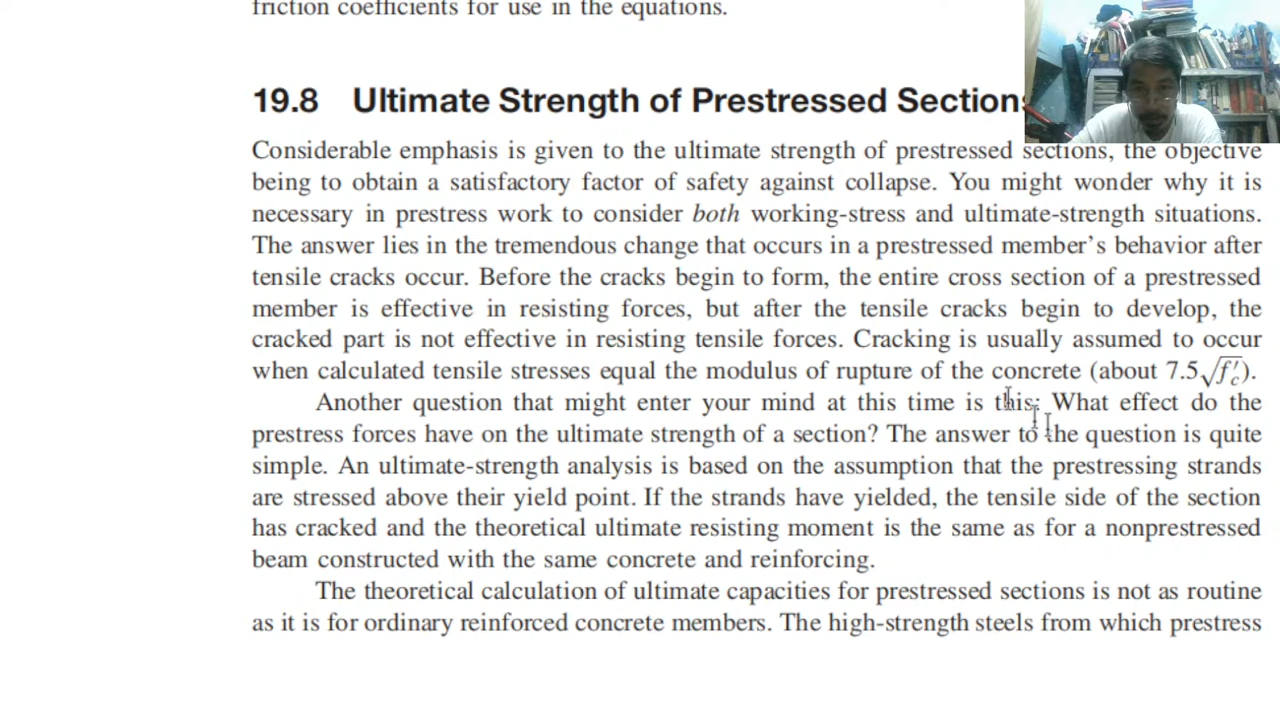 friction coefficients for use in the equations.
19.8 Ultimate Strength of Prestressed Sections
Considerable emphasis is given to the ultimate strength of prestressed sections, the objective
being to obtain a satisfactory factor of safety against collapse. You might wonder why it is
necessary in prestress work to consider both working-stress and ultimate-strength situations.
The answer lies in the tremendous change that occurs in a prestressed member's behavior after
tensile cracks occur. Before the cracks begin to form, the entire cross section of a prestressed
member is effective in resisting forces, but after the tensile cracks begin to develop, the
cracked part is not effective in resisting tensile forces. Cracking is usually assumed to occur
when calculated tensile stresses equal the modulus of rupture of the concrete (about 7.5√f′c).
Another question that might enter your mind at this time is this: What effect do the
prestress forces have on the ultimate strength of a section? The answer to the question is quite
simple. An ultimate-strength analysis is based on the assumption that the prestressing strands
are stressed above their yield point. If the strands have yielded, the tensile side of the section
has cracked and the theoretical ultimate resisting moment is the same as for a nonprestressed
beam constructed with the same concrete and reinforcing.
The theoretical calculation of ultimate capacities for prestressed sections is not as routine
as it is for ordinary reinforced concrete members. The high-strength steels from which prestress